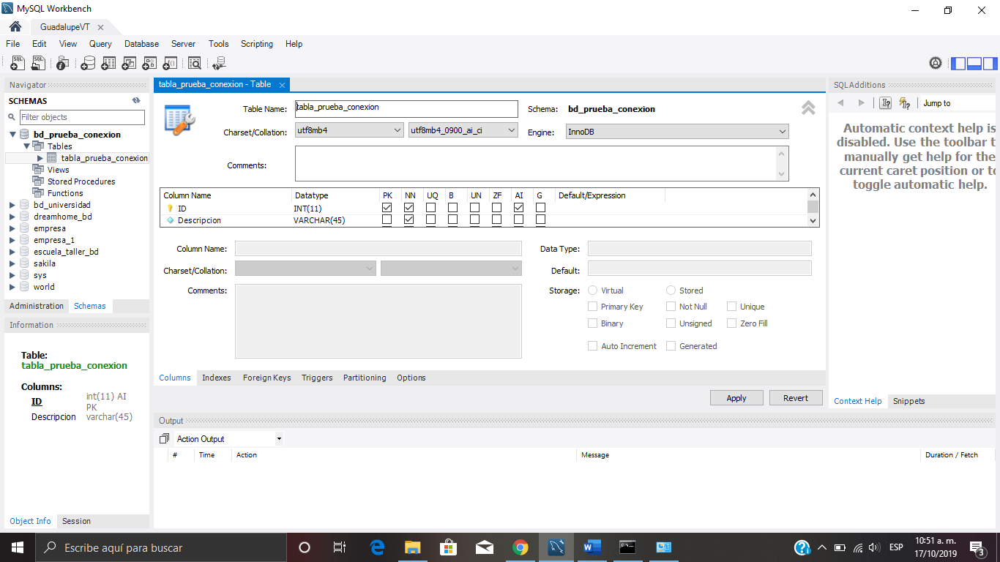 MySQL Workbench
GuadalupeVT
File Edit View Query Database Server Tools Scripting Help
Navigator
SCHEMAS
Filter objects
bd_prueba_conexion
Tables
tabla_prueba_conexion
Views
Stored Procedures
Functions
bd_universidad
dreamhome_bd
empresa
empresa_1
escuela_taller_bd
sakila
sys
world
Administration Schemas
Information
Table:
tabla_prueba_conexion
Columns:
ID int(11) AI
PK
Descripcion varchar(45)
Object Info Session
tabla_prueba_conexion - Table
Table Name: tabla_prueba_conexion Schema: bd_prueba_conexion
Charset/Collation: utf8mb4 utf8mb4_0900_ai_ci Engine: InnoDB
Comments:
Column Name Datatype PK NN UQ B UN ZF AI G Default/Expression
ID INT(11)
Descripcion VARCHAR(45)
Column Name: Data Type:
Charset/Collation: Default:
Comments: Storage: Virtual Stored
Primary Key Not Null Unique
Binary Unsigned Zero Fill
Auto Increment Generated
Columns Indexes Foreign Keys Triggers Partitioning Options
Apply Revert
Output
Action Output
# Time Action Message Duration / Fetch
SQLAdditions
Jump to
Automatic context help is
disabled. Use the toolbar t
manually get help for the
current caret position or to
toggle automatic help.
Context Help Snippets
Escribe aquí para buscar
ESP
10:51 a. m.
17/10/2019
3